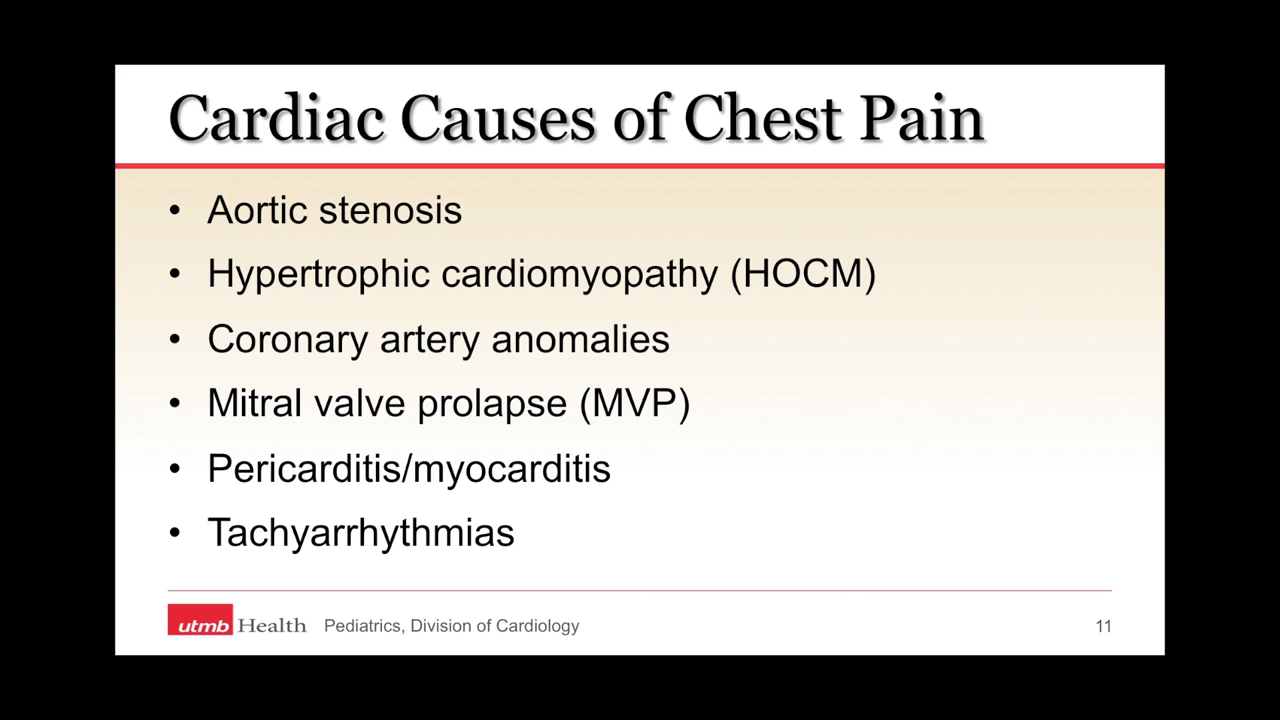 Cardiac Causes of Chest Pain
• Aortic stenosis
• Hypertrophic cardiomyopathy (HOCM)
• Coronary artery anomalies
• Mitral valve prolapse (MVP)
• Pericarditis/myocarditis
• Tachyarrhythmias
utmb Health Pediatrics, Division of Cardiology 11